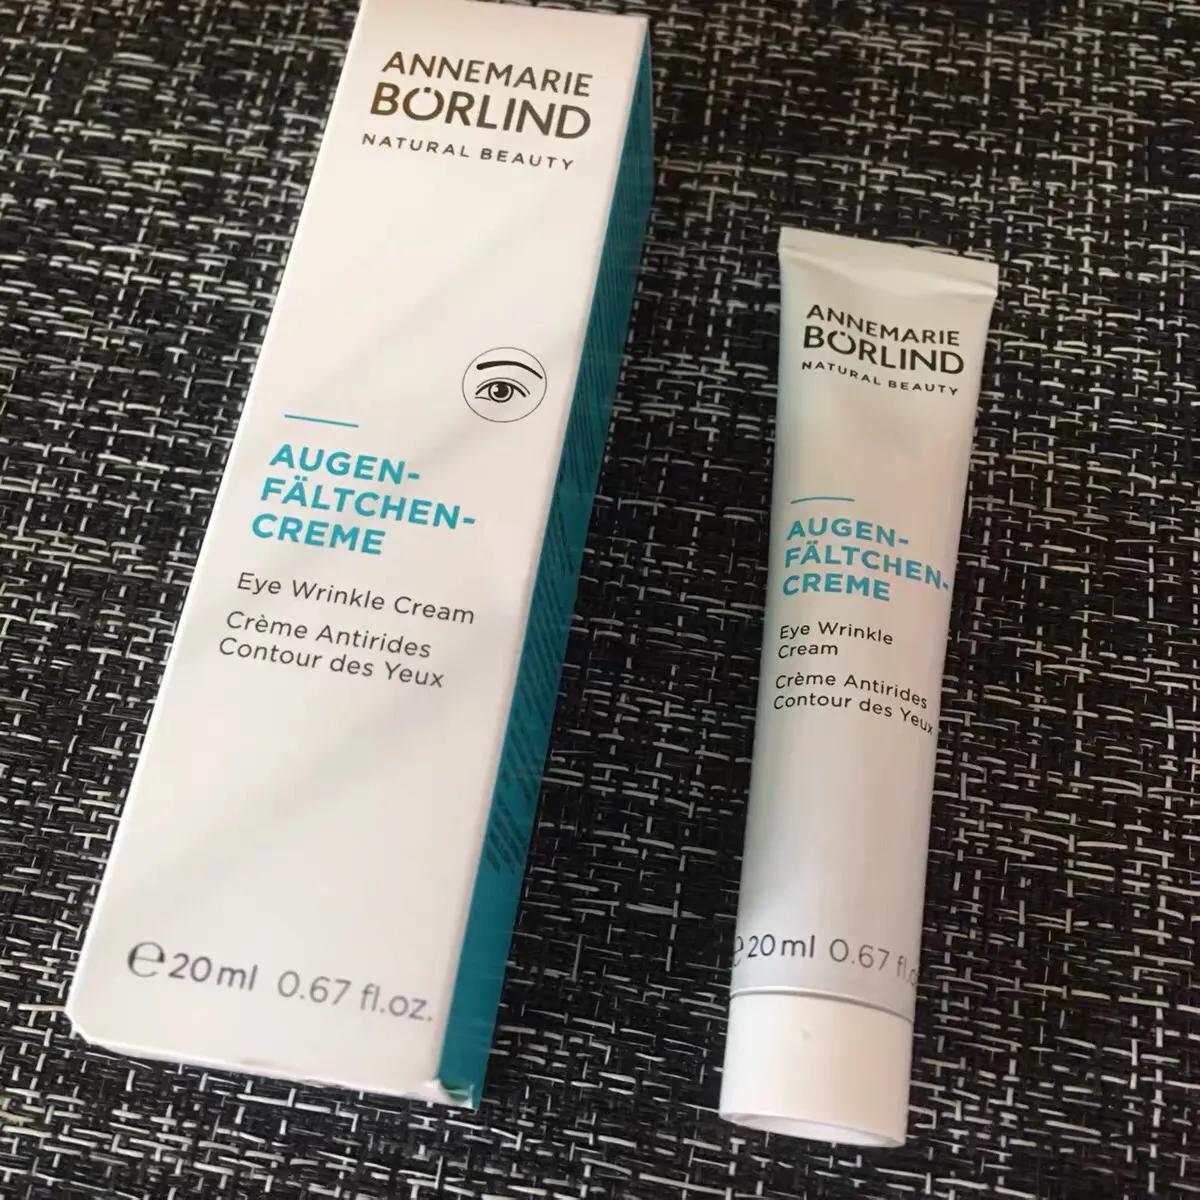 ANNEMARIE
BÖRLIND
NATURAL BEAUTY
AUGEN-
FÄLTCHEN-
CREME
Eye Wrinkle Cream
Crème Antirides
Contour des Yeux
℮20ml 0.67 fl.oz.
ANNEMARIE
BÖRLIND
NATURAL BEAUTY
AUGEN-
FÄLTCHEN-
CREME
Eye Wrinkle
Cream
Crème Antirides
Contour des Yeux
℮20ml 0.67 fl.o